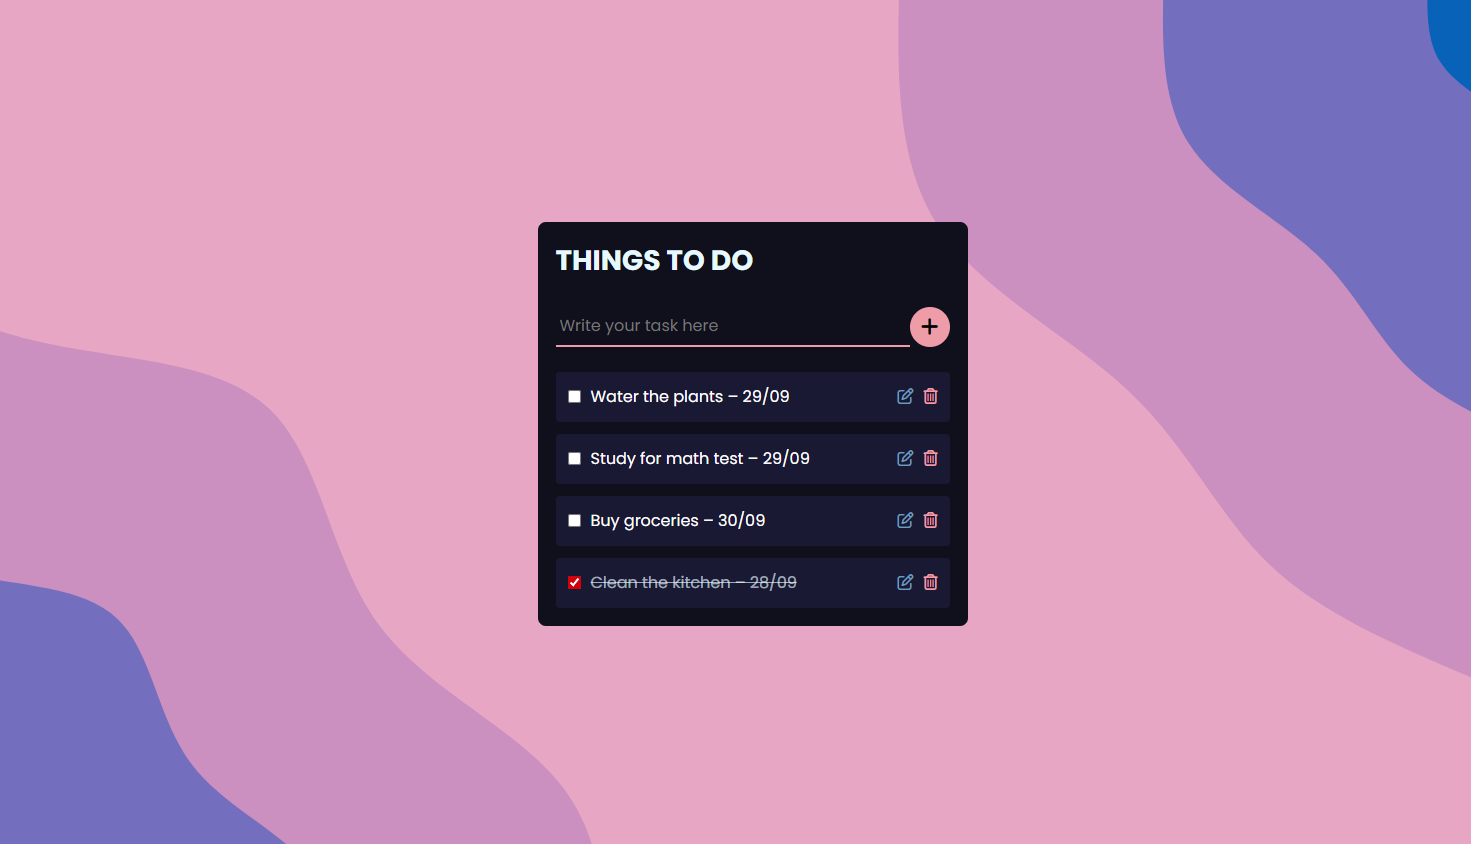 THINGS TO DO
Write your task here
Water the plants – 29/09
Study for math test – 29/09
Buy groceries – 30/09
Clean the kitchen – 28/09